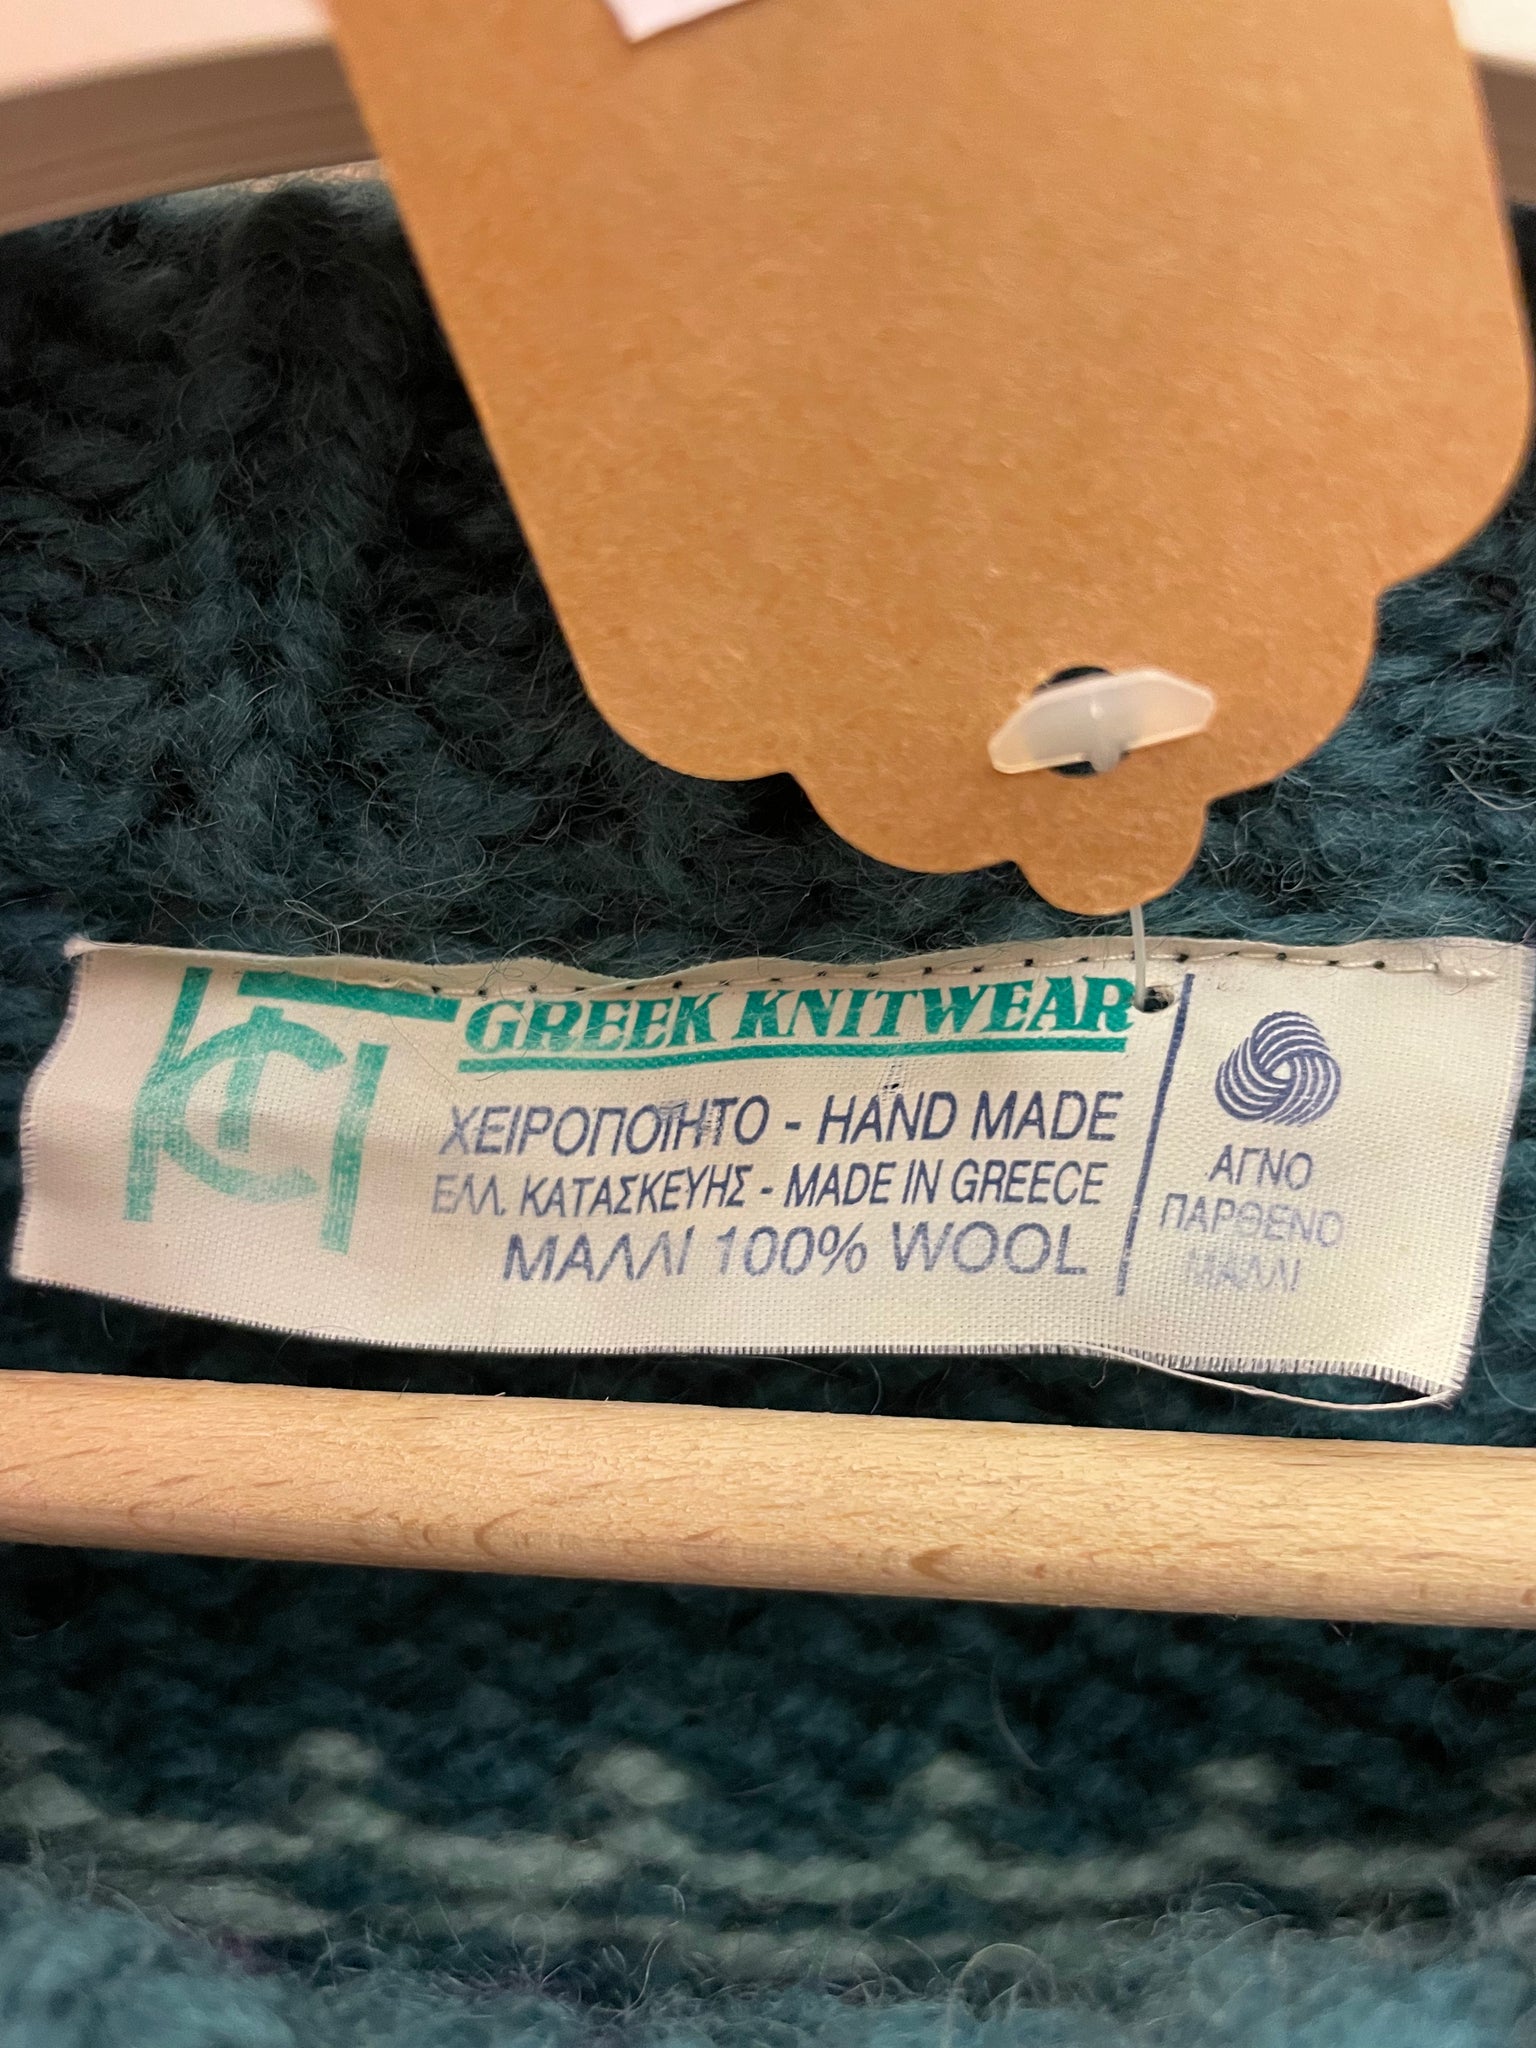 GREEK KNITWEAR
ΧΕΙΡΟΠΟΙΗΤΟ - HAND MADE
ΕΛΛ. ΚΑΤΑΣΚΕΥΗΣ - MADE IN GREECE
ΜΑΛΛΙ 100% WOOL
ΑΓΝΟ
ΠΑΡΘΕΝΟ
ΜΑΛΛΙ